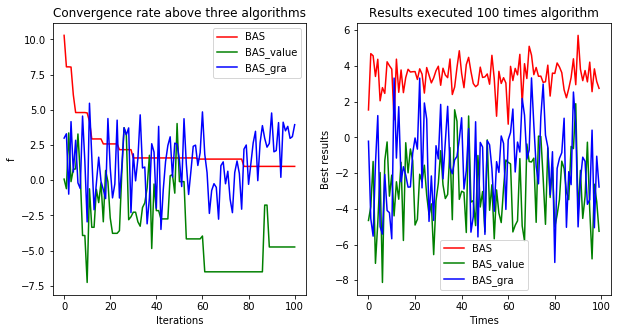 Convergence rate above three algorithms
f
10.0
7.5
5.0
2.5
0.0
−2.5
−5.0
−7.5
0 20 40 60 80 100
Iterations
BAS
BAS_value
BAS_gra
Results executed 100 times algorithm
Best results
6
4
2
0
−2
−4
−6
−8
0 20 40 60 80 100
Times
BAS
BAS_value
BAS_gra